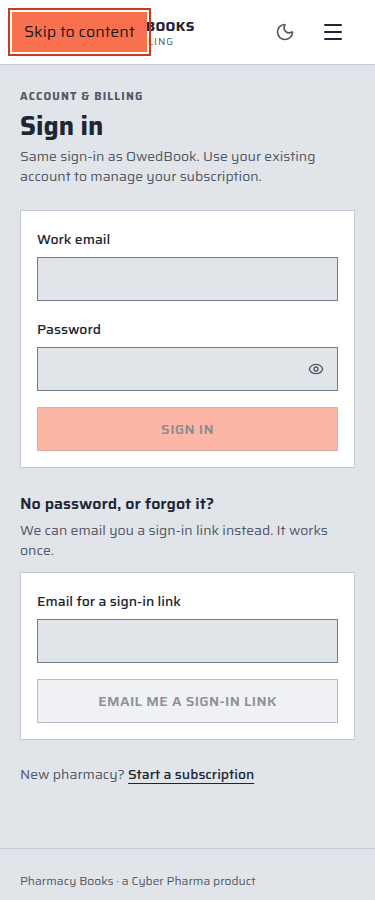 Skip to content
BOOKS
LING
ACCOUNT & BILLING
Sign in
Same sign-in as OwedBook. Use your existing
account to manage your subscription.
Work email
Password
SIGN IN
No password, or forgot it?
We can email you a sign-in link instead. It works
once.
Email for a sign-in link
EMAIL ME A SIGN-IN LINK
New pharmacy? Start a subscription
Pharmacy Books · a Cyber Pharma product